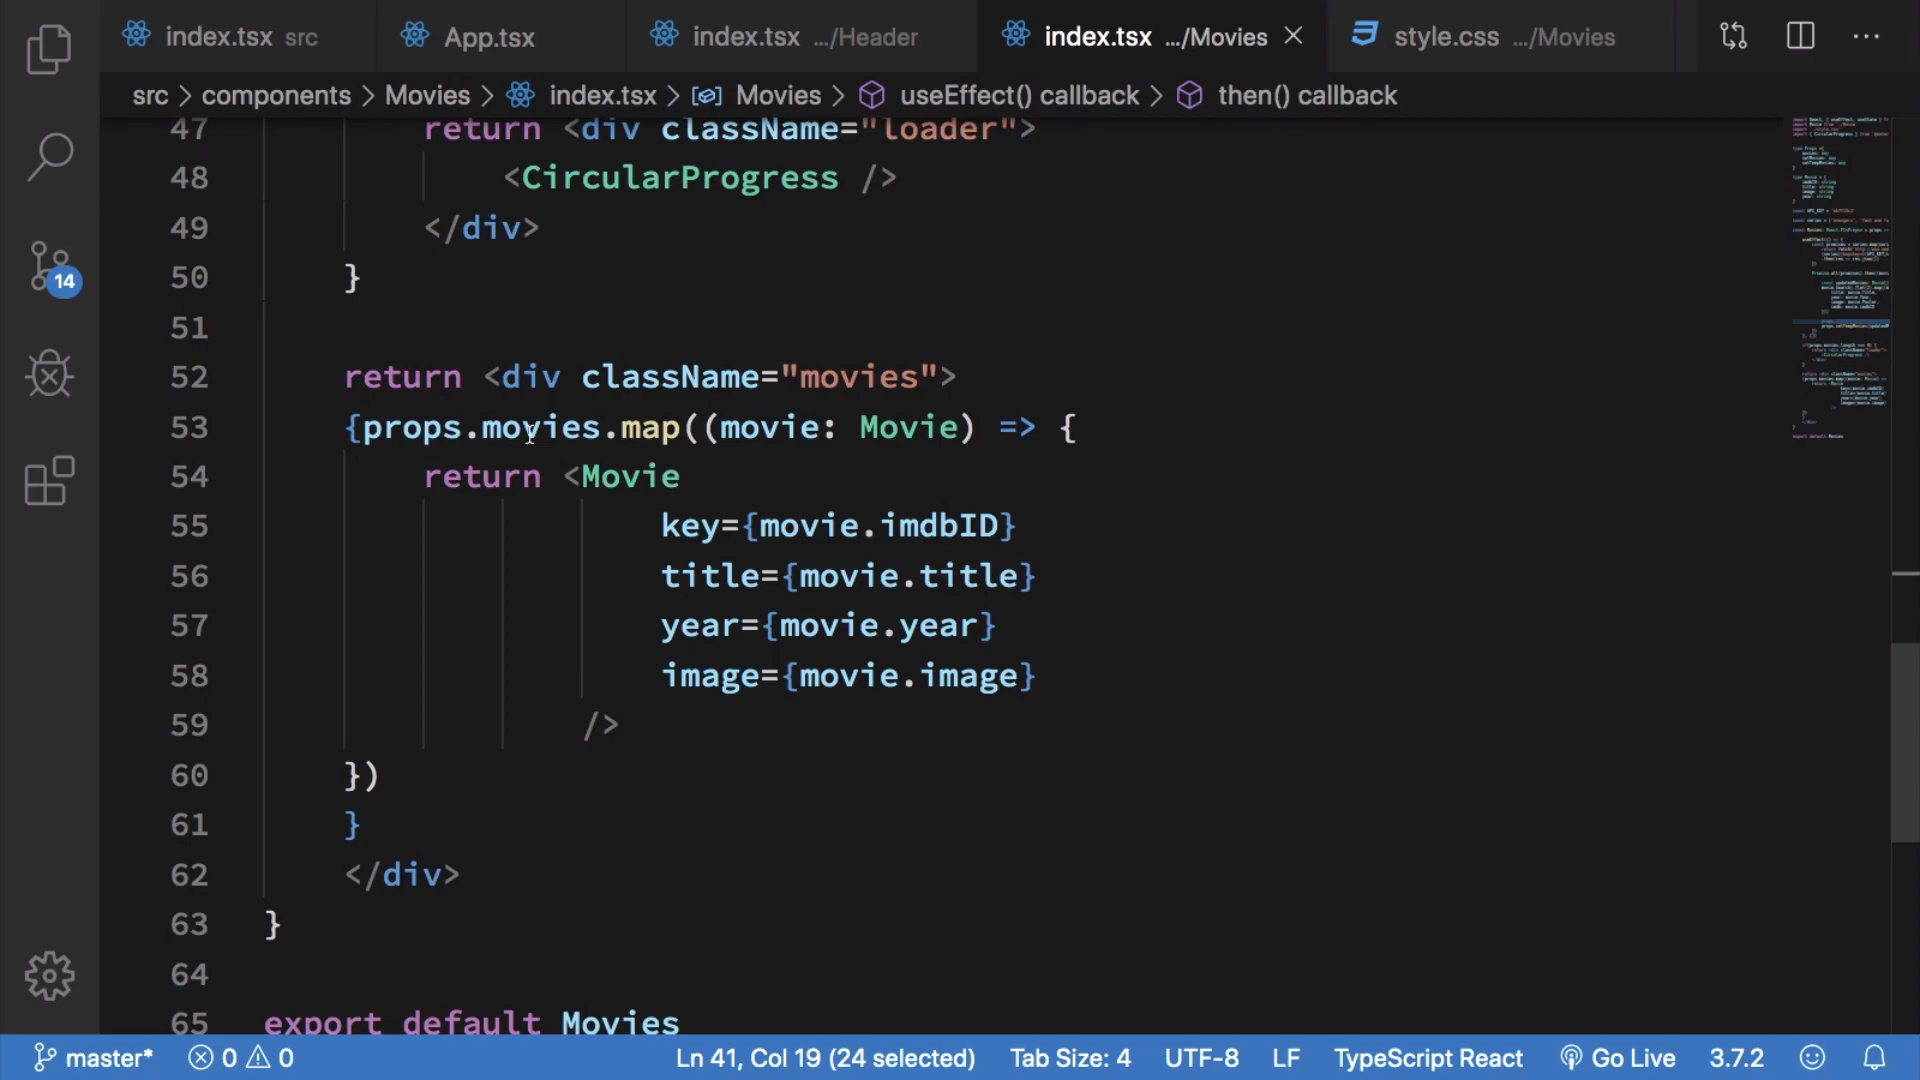 index.tsx src App.tsx index.tsx .../Header index.tsx .../Movies style.css .../Movies
src > components > Movies > index.tsx > Movies > useEffect() callback > then() callback
47 return <div className="loader">
48 <CircularProgress />
49 </div>
50 }
51
52 return <div className="movies">
53 {props.movies.map((movie: Movie) => {
54 return <Movie
55 key={movie.imdbID}
56 title={movie.title}
57 year={movie.year}
58 image={movie.image}
59 />
60 })
61 }
62 </div>
63 }
64
65 export default Movies
14
master* 0 0 Ln 41, Col 19 (24 selected) Tab Size: 4 UTF-8 LF TypeScript React Go Live 3.7.2